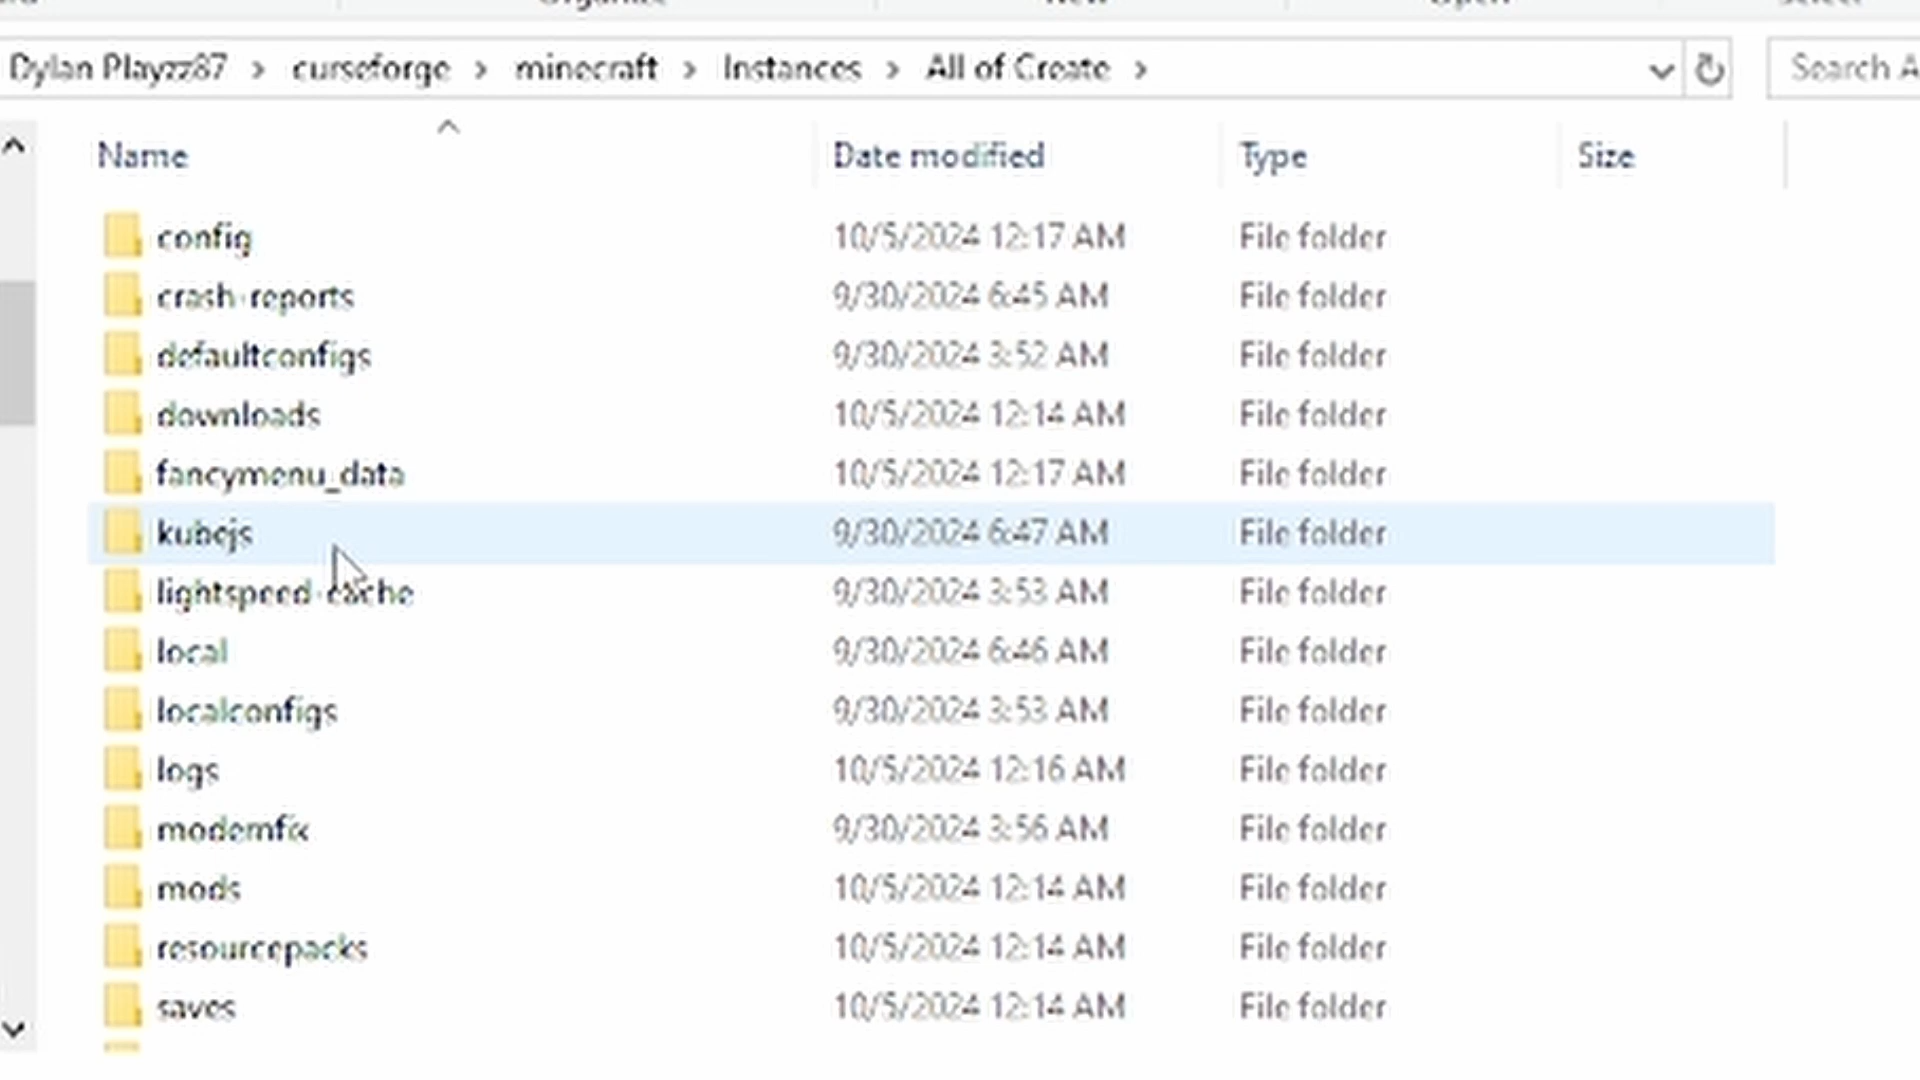 Organize New Open Select
Dylan Playzz87 > curseforge > minecraft > Instances > All of Create > Search A
Name Date modified Type Size
config 10/5/2024 12:17 AM File folder
crash-reports 9/30/2024 6:45 AM File folder
defaultconfigs 9/30/2024 3:52 AM File folder
downloads 10/5/2024 12:14 AM File folder
fancymenu_data 10/5/2024 12:17 AM File folder
kubejs 9/30/2024 6:47 AM File folder
lightspeed-cache 9/30/2024 3:53 AM File folder
local 9/30/2024 6:46 AM File folder
localconfigs 9/30/2024 3:53 AM File folder
logs 10/5/2024 12:16 AM File folder
modernfix 9/30/2024 3:56 AM File folder
mods 10/5/2024 12:14 AM File folder
resourcepacks 10/5/2024 12:14 AM File folder
saves 10/5/2024 12:14 AM File folder